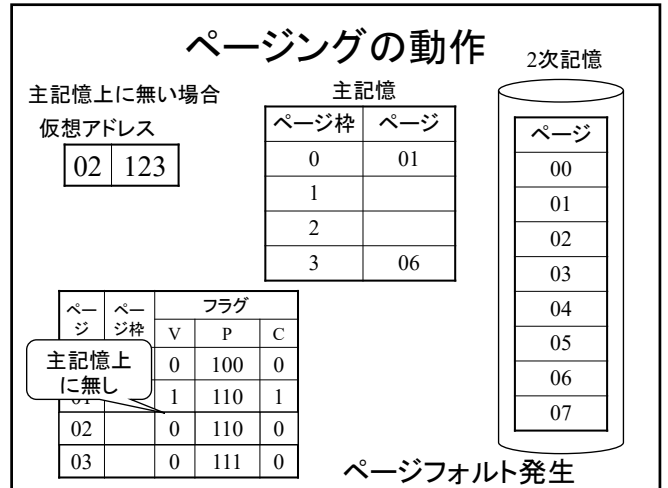 ページングの動作
2次記憶
主記憶上に無い場合
仮想アドレス
02 123
主記憶
ページ枠 ページ
0 01
1
2
3 06
ページ
00
01
02
03
04
05
06
07
ページ ページ枠 フラグ
V P C
0 100 0
主記憶上に無し
01 1 110 1
02 0 110 0
03 0 111 0
ページフォルト発生